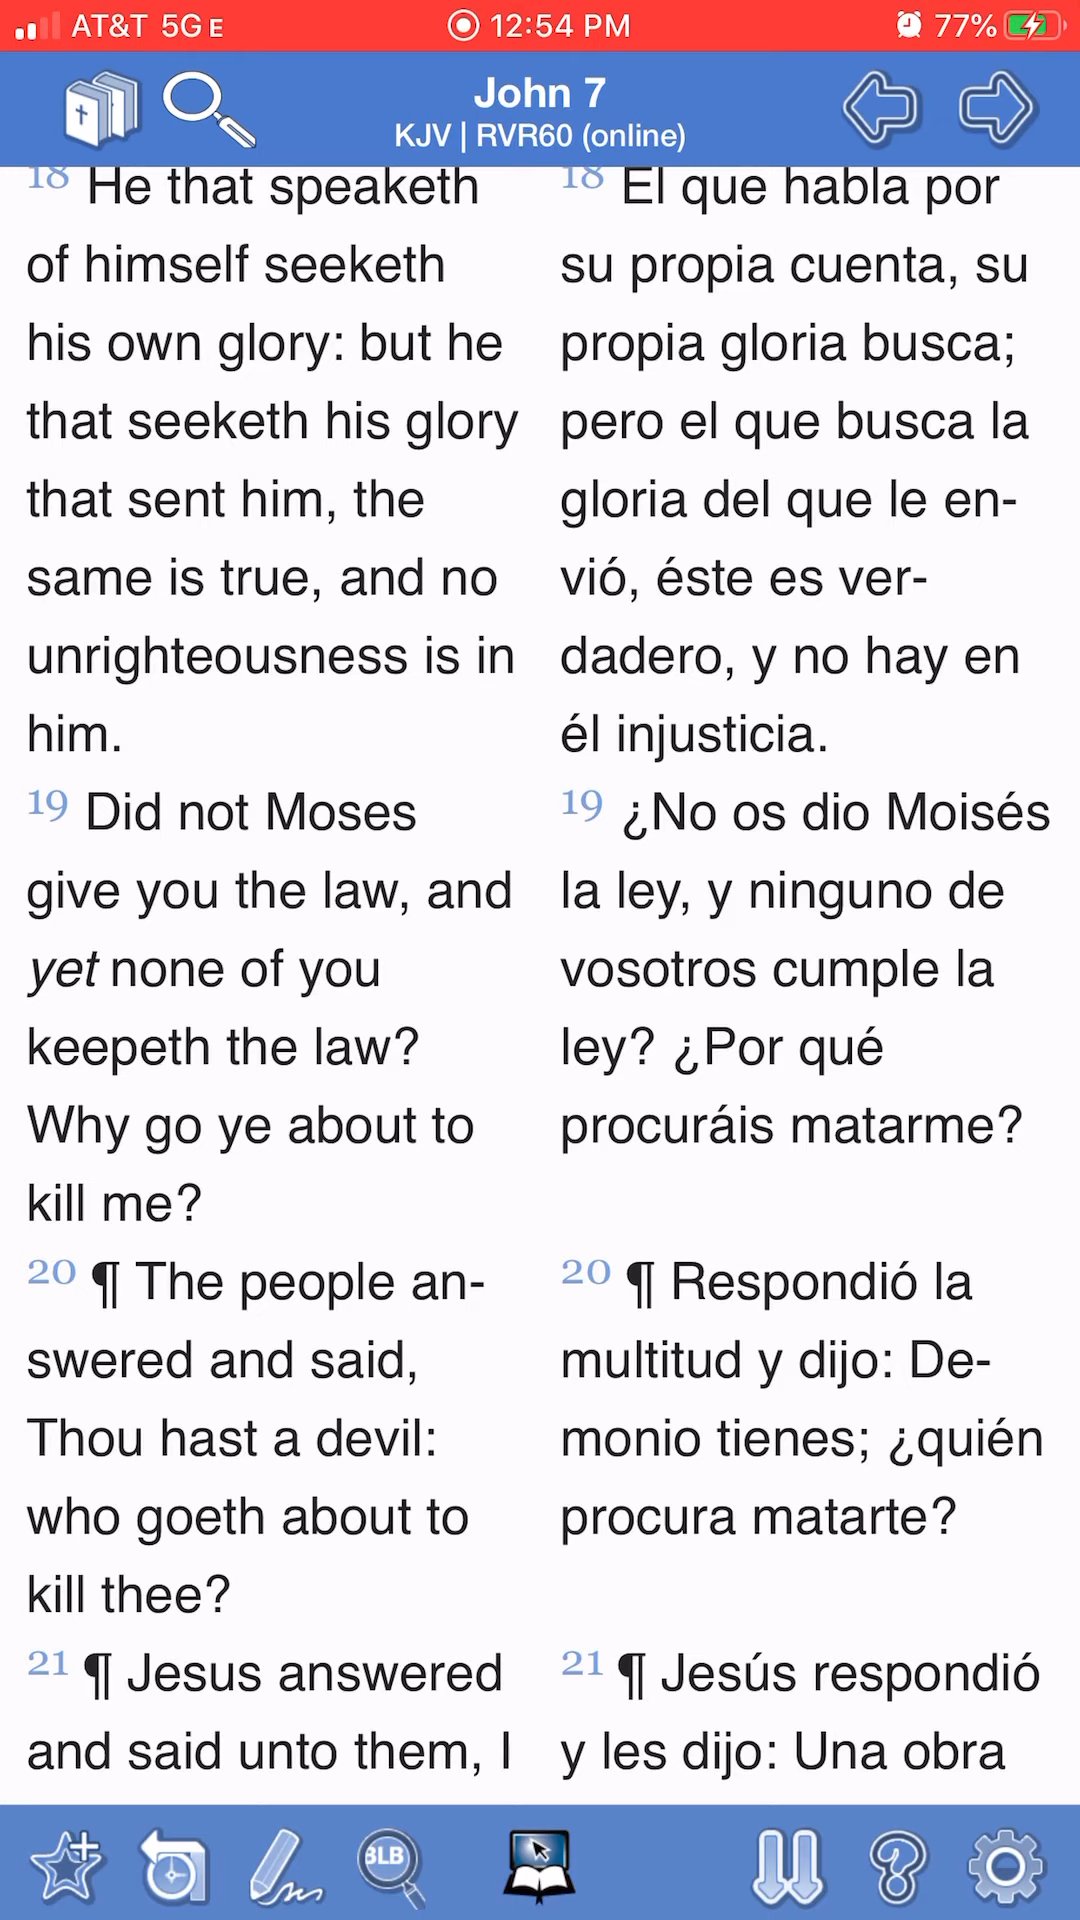 AT&T 5G E
12:54 PM
77%
John 7
KJV | RVR60 (online)
18 He that speaketh
of himself seeketh
his own glory: but he
that seeketh his glory
that sent him, the
same is true, and no
unrighteousness is in
him.
19 Did not Moses
give you the law, and
yet none of you
keepeth the law?
Why go ye about to
kill me?
20 ¶ The people an-
swered and said,
Thou hast a devil:
who goeth about to
kill thee?
21 ¶ Jesus answered
and said unto them, I
18 El que habla por
su propia cuenta, su
propia gloria busca;
pero el que busca la
gloria del que le en-
vió, éste es ver-
dadero, y no hay en
él injusticia.
19 ¿No os dio Moisés
la ley, y ninguno de
vosotros cumple la
ley? ¿Por qué
procuráis matarme?
20 ¶ Respondió la
multitud y dijo: De-
monio tienes; ¿quién
procura matarte?
21 ¶ Jesús respondió
y les dijo: Una obra
BLB